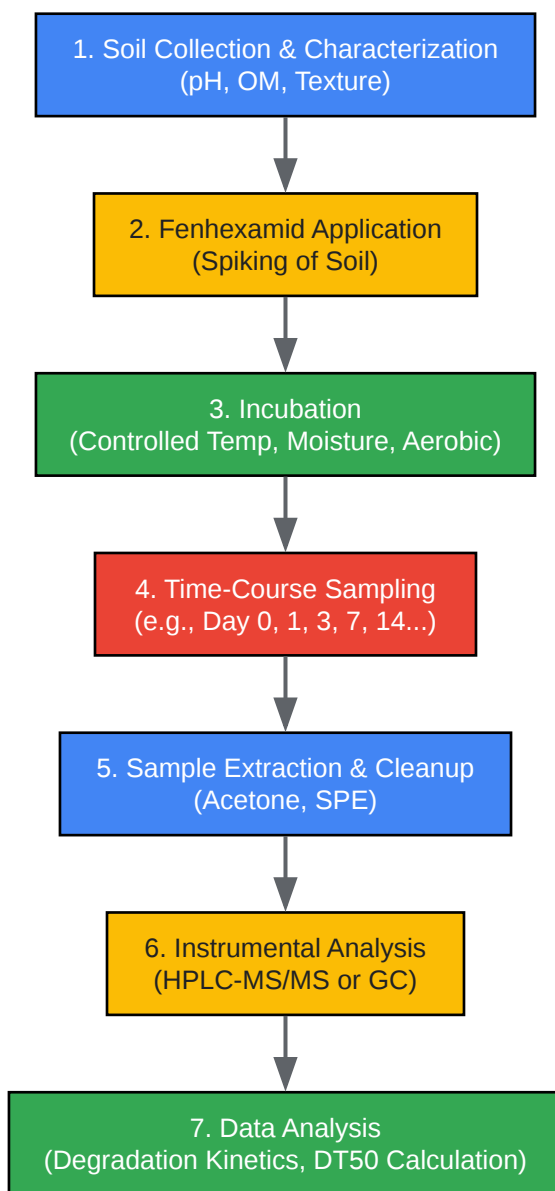 1. Soil Collection & Characterization
(pH, OM, Texture)
2. Fenhexamid Application
(Spiking of Soil)
3. Incubation
(Controlled Temp, Moisture, Aerobic)
4. Time-Course Sampling
(e.g., Day 0, 1, 3, 7, 14...)
5. Sample Extraction & Cleanup
(Acetone, SPE)
6. Instrumental Analysis
(HPLC-MS/MS or GC)
7. Data Analysis
(Degradation Kinetics, DT50 Calculation)